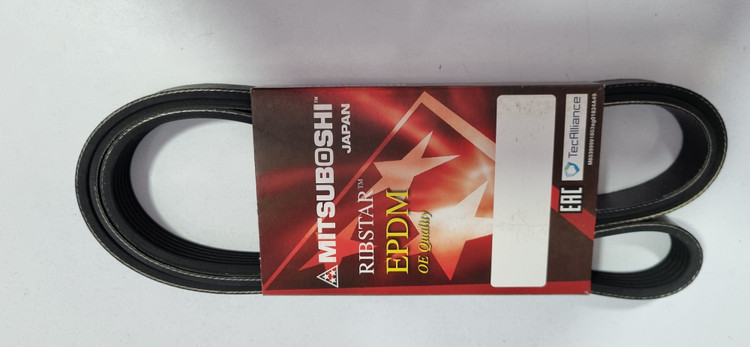 MITSUBOSHI™
JAPAN
RIBSTAR™
EPDM
OE Quality
EAC
TecAlliance